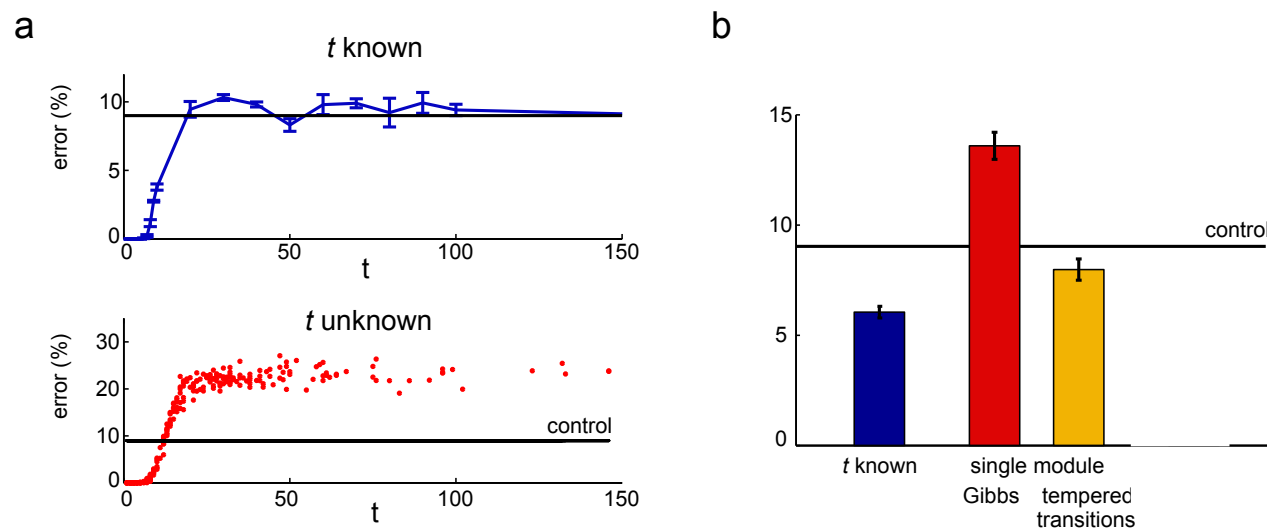 a
t known
error (%)
10
5
0
0
50
100
150
t
t unknown
error (%)
30
20
10
0
control
0
50
100
150
t
b
15
10
5
0
control
t known
single module
Gibbs
tempered
transitions